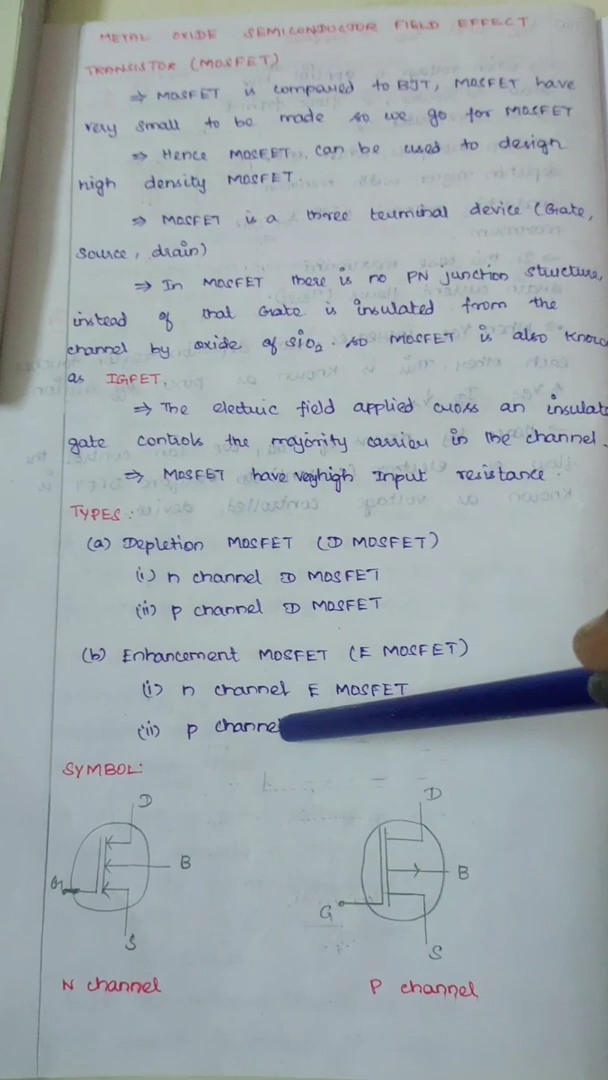 METAL OXIDE SEMICONDUCTOR FIELD EFFECT
TRANSISTOR (MOSFET)
⇒ MOSFET is compared to BJT, MOSFET have
very small to be made so we go for MOSFET
⇒ Hence MOSFET can be used to design
high density MOSFET.
⇒ MOSFET is a three terminal device (Gate,
Source, drain)
⇒ In MOSFET there is no PN junction structure,
instead of that Gate is insulated from the
channel by oxide of SiO2. so MOSFET is also know
as IGFET.
⇒ The electric field applied cross an insulat
gate controls the majority carrier in the channel.
⇒ MOSFET have very high Input resistance.
TYPES:
(a) Depletion MOSFET (D MOSFET)
(i) n channel D MOSFET
(ii) p channel D MOSFET
(b) Enhancement MOSFET (E MOSFET)
(i) n channel E MOSFET
(ii) p channel
SYMBOL:
D
B
G
S
N channel
D
B
G
S
P channel